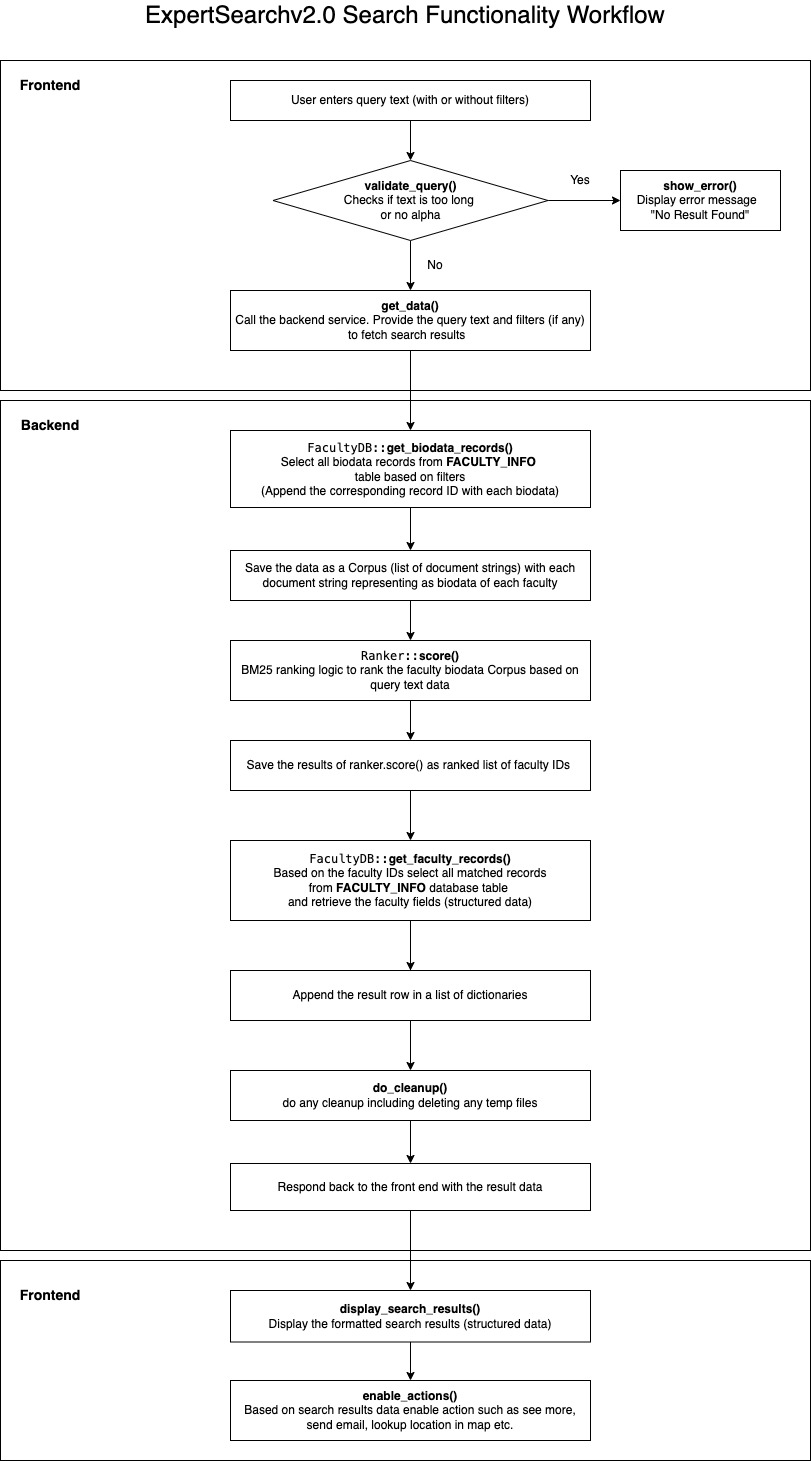 ExpertSearchv2.0 Search Functionality Workflow
Frontend
User enters query text (with or without filters)
validate_query()
Checks if text is too long
or no alpha
Yes
show_error()
Display error message
"No Result Found"
No
get_data()
Call the backend service. Provide the query text and filters (if any)
to fetch search results
Backend
FacultyDB::get_biodata_records()
Select all biodata records from FACULTY_INFO
table based on filters
(Append the corresponding record ID with each biodata)
Save the data as a Corpus (list of document strings) with each
document string representing as biodata of each faculty
Ranker::score()
BM25 ranking logic to rank the faculty biodata Corpus based on
query text data
Save the results of ranker.score() as ranked list of faculty IDs
FacultyDB::get_faculty_records()
Based on the faculty IDs select all matched records
from FACULTY_INFO database table
and retrieve the faculty fields (structured data)
Append the result row in a list of dictionaries
do_cleanup()
do any cleanup including deleting any temp files
Respond back to the front end with the result data
Frontend
display_search_results()
Display the formatted search results (structured data)
enable_actions()
Based on search results data enable action such as see more,
send email, lookup location in map etc.